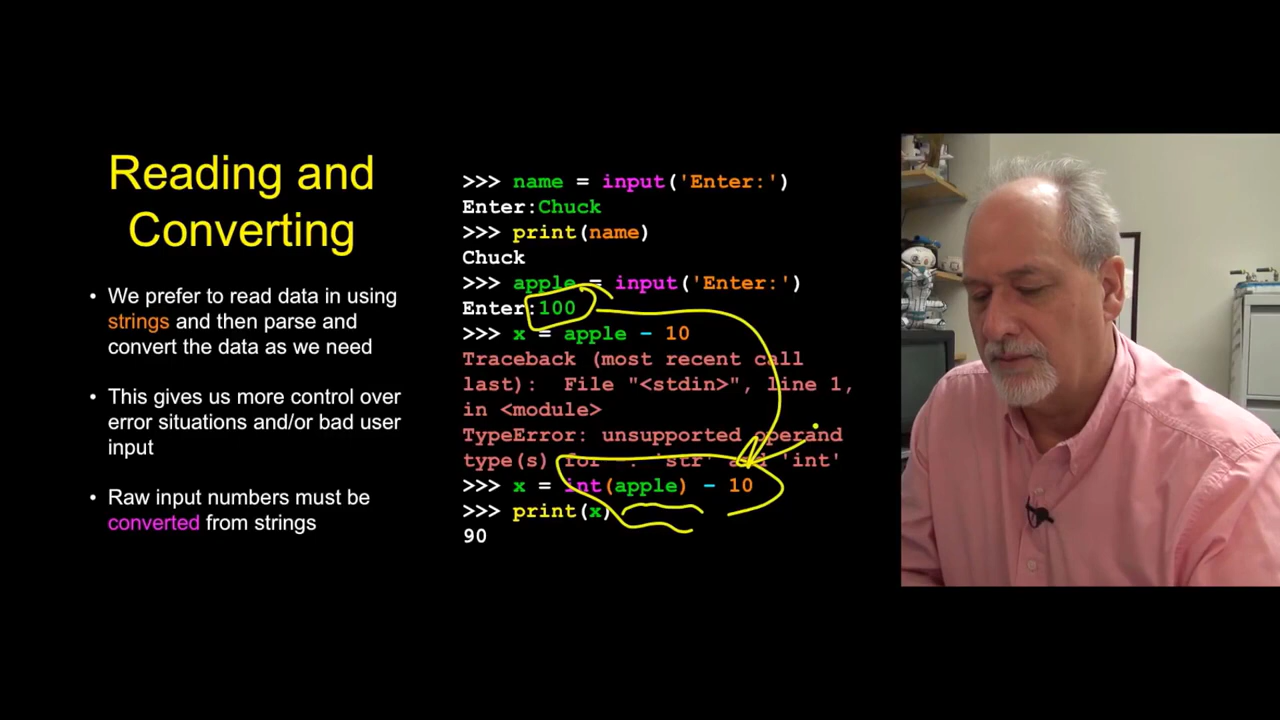 Reading and
Converting
• We prefer to read data in using
strings and then parse and
convert the data as we need
• This gives us more control over
error situations and/or bad user
input
• Raw input numbers must be
converted from strings
>>> name = input('Enter:')
Enter:Chuck
>>> print(name)
Chuck
>>> apple = input('Enter:')
Enter:100
>>> x = apple - 10
Traceback (most recent call
last):  File "<stdin>", line 1,
in <module>
TypeError: unsupported operand
type(s) for -: 'str' and 'int'
>>> x = int(apple) - 10
>>> print(x)
90